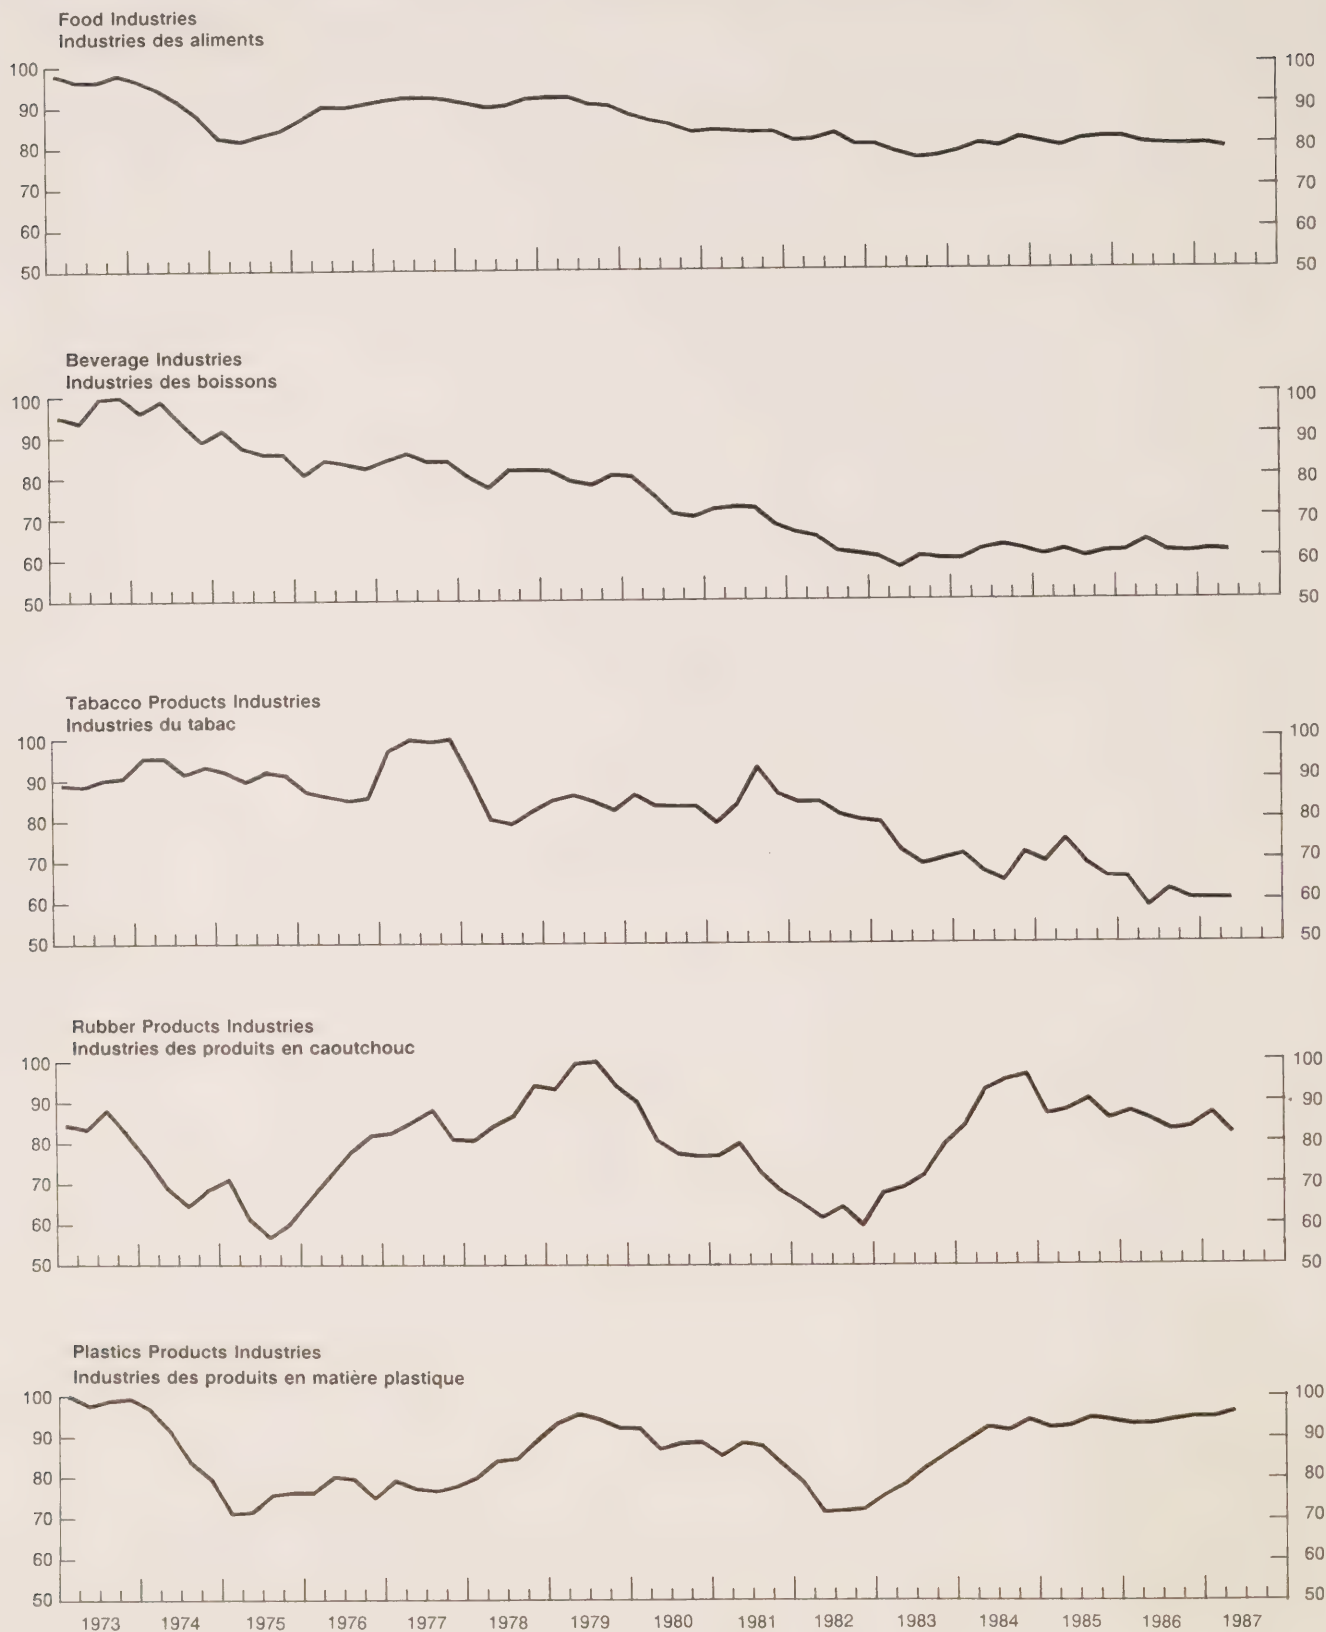 Food Industries
Industries des aliments
100 100
90 90
80 80
70 70
60 60
50 50
Beverage Industries
Industries des boissons
100 100
90 90
80 80
70 70
60 60
50 50
Tabacco Products Industries
Industries du tabac
100 100
90 90
80 80
70 70
60 60
50 50
Rubber Products Industries
Industries des produits en caoutchouc
100 100
90 90
80 80
70 70
60 60
50 50
Plastics Products Industries
Industries des produits en matière plastique
100 100
90 90
80 80
70 70
60 60
50 50
1973 1974 1975 1976 1977 1978 1979 1980 1981 1982 1983 1984 1985 1986 1987